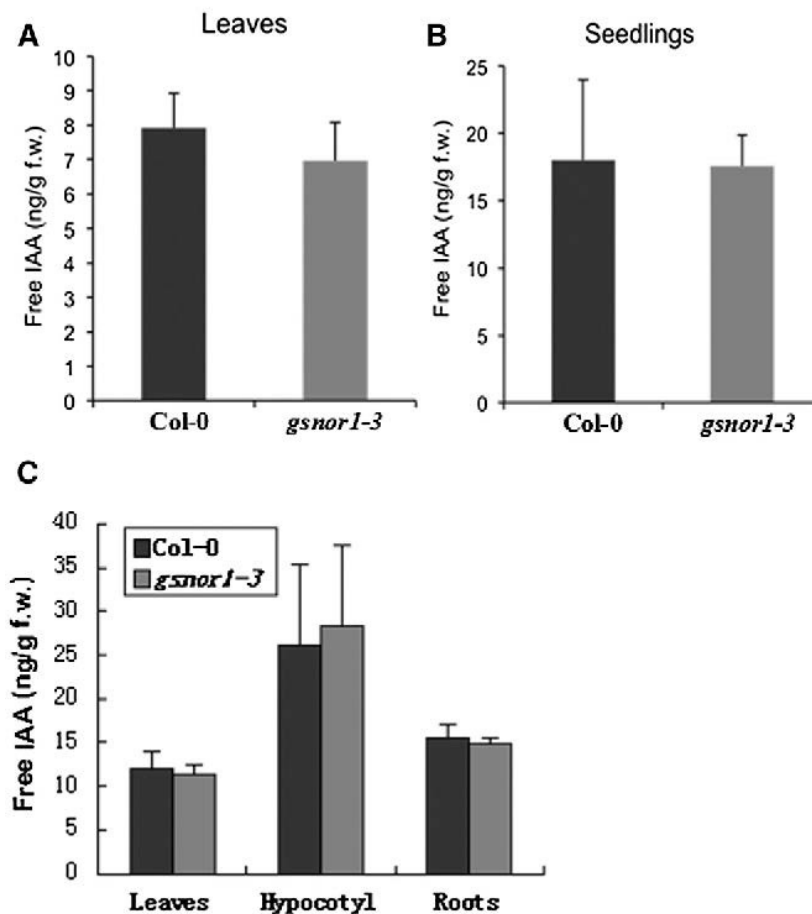 A
Leaves
Free IAA (ng/g f.w.)
10
9
8
7
6
5
4
3
2
1
0
Col-0
gsnor1-3
B
Seedlings
Free IAA (ng/g f.w.)
25
20
15
10
5
0
Col-0
gsnor1-3
C
Free IAA (ng/g f.w.)
40
35
30
25
20
15
10
5
0
Col-0
gsnor1-3
Leaves
Hypocotyl
Roots